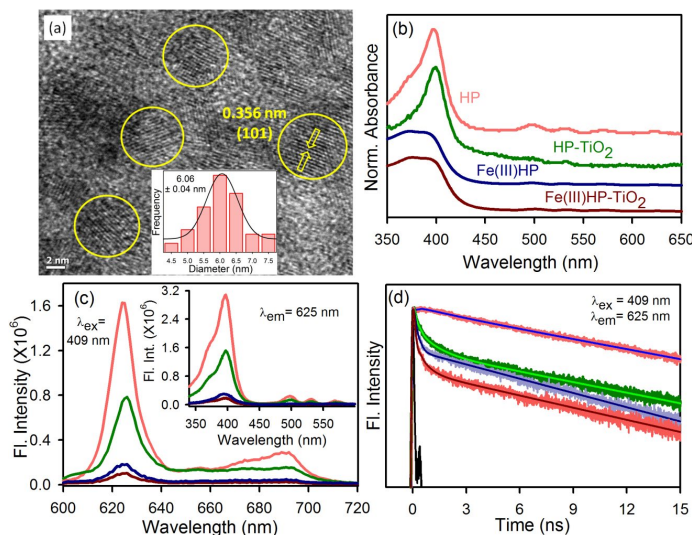 (a)
0.356 nm
(101)
6.06
± 0.04 nm
Frequency
4.5 5.0 5.5 6.0 6.5 7.0 7.5
Diameter (nm)
2 nm
(b)
Norm. Absorbance
HP
HP-TiO2
Fe(III)HP
Fe(III)HP-TiO2
350 400 450 500 550 600 650
Wavelength (nm)
(c)
Fl. Intensity (X10⁶)
1.6
1.2
0.8
0.4
0.0
λex=
409 nm
λem= 625 nm
Fl. Int. (X10⁶)
3.2
2.4
1.6
0.8
0.0
350 400 450 500 550
Wavelength (nm)
600 620 640 660 680 700 720
Wavelength (nm)
(d)
λex = 409 nm
λem= 625 nm
Fl. Intensity
0 3 6 9 12 15
Time (ns)